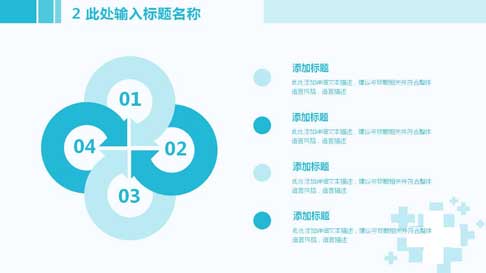 2 此处输入标题名称
01
02
03
04
添加标题
此处添加详细文本描述，建议与标题相关并符合整体
语言风格，语言描述
添加标题
此处添加详细文本描述，建议与标题相关并符合整体
语言风格，语言描述
添加标题
此处添加详细文本描述，建议与标题相关并符合整体
语言风格，语言描述
添加标题
此处添加详细文本描述，建议与标题相关并符合整体
语言风格，语言描述